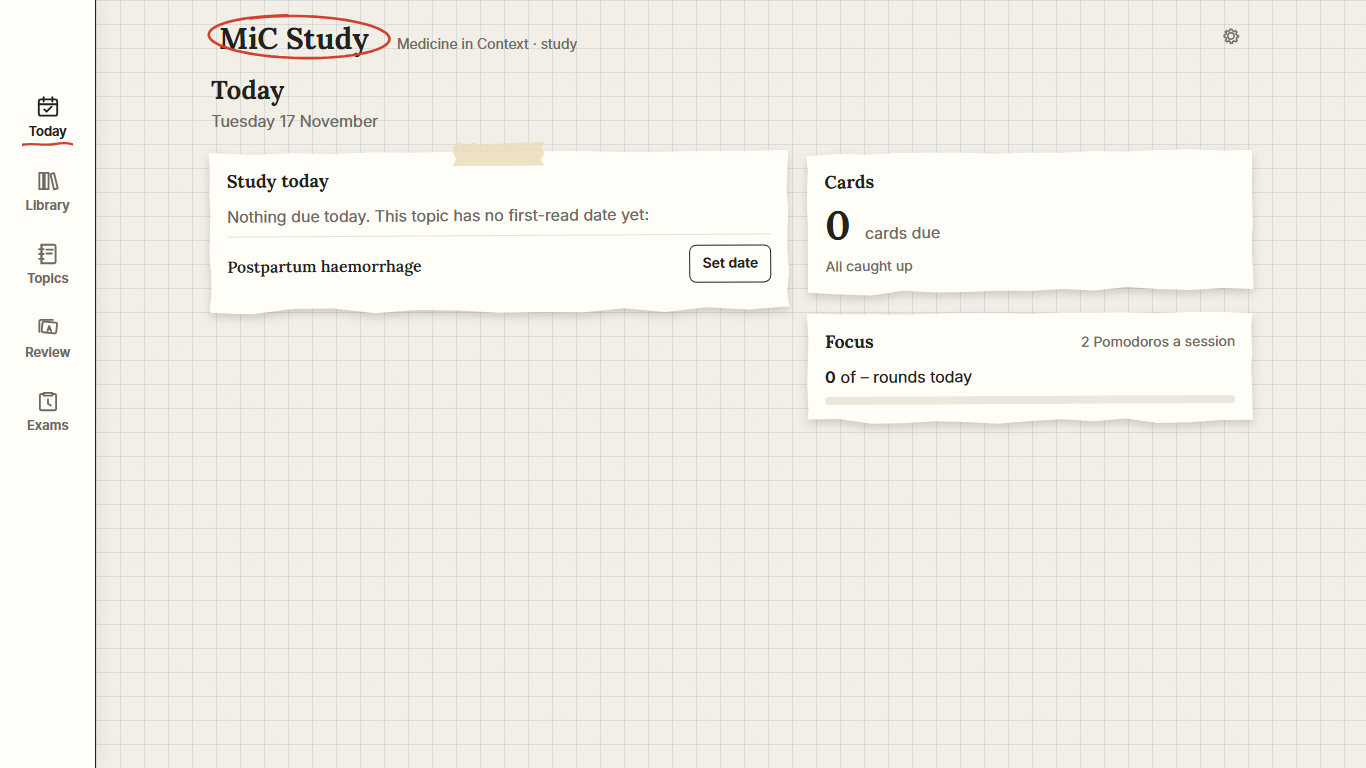 MiC Study Medicine in Context · study
Today
Tuesday 17 November
Today
Library
Topics
Review
Exams
Study today
Nothing due today. This topic has no first-read date yet:
Postpartum haemorrhage
Set date
Cards
0 cards due
All caught up
Focus
2 Pomodoros a session
0 of – rounds today